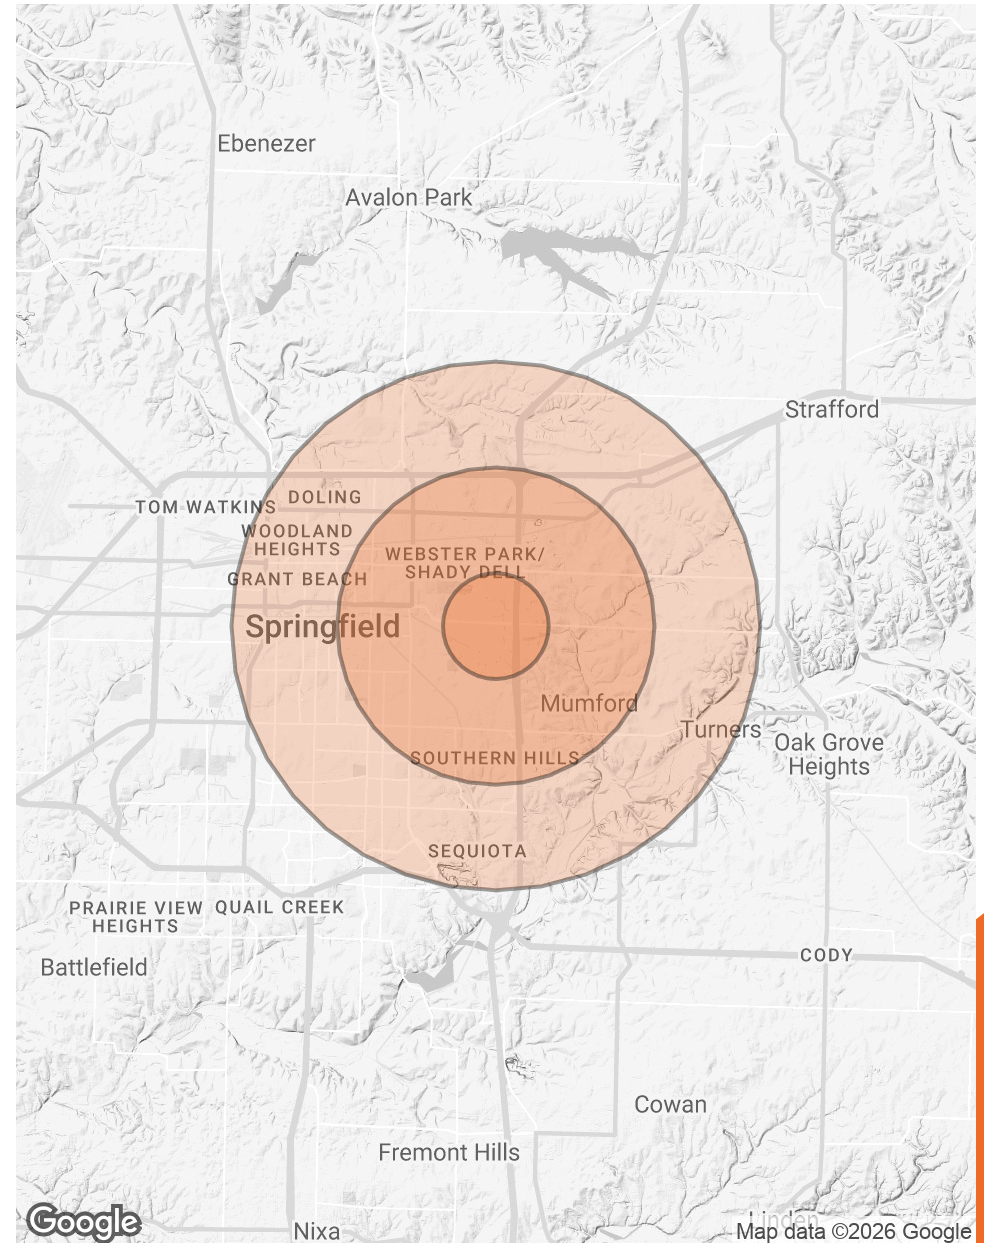 Ebenezer
Avalon Park
Strafford
DOLING
TOM WATKINS
WOODLAND
HEIGHTS
WEBSTER PARK/
SHADY DELL
GRANT BEACH
Springfield
Mumford
Turners
Oak Grove
Heights
SOUTHERN HILLS
SEQUIOTA
PRAIRIE VIEW
HEIGHTS
QUAIL CREEK
Battlefield
CODY
Cowan
Fremont Hills
Nixa
Linden
Google
Map data ©2026 Google